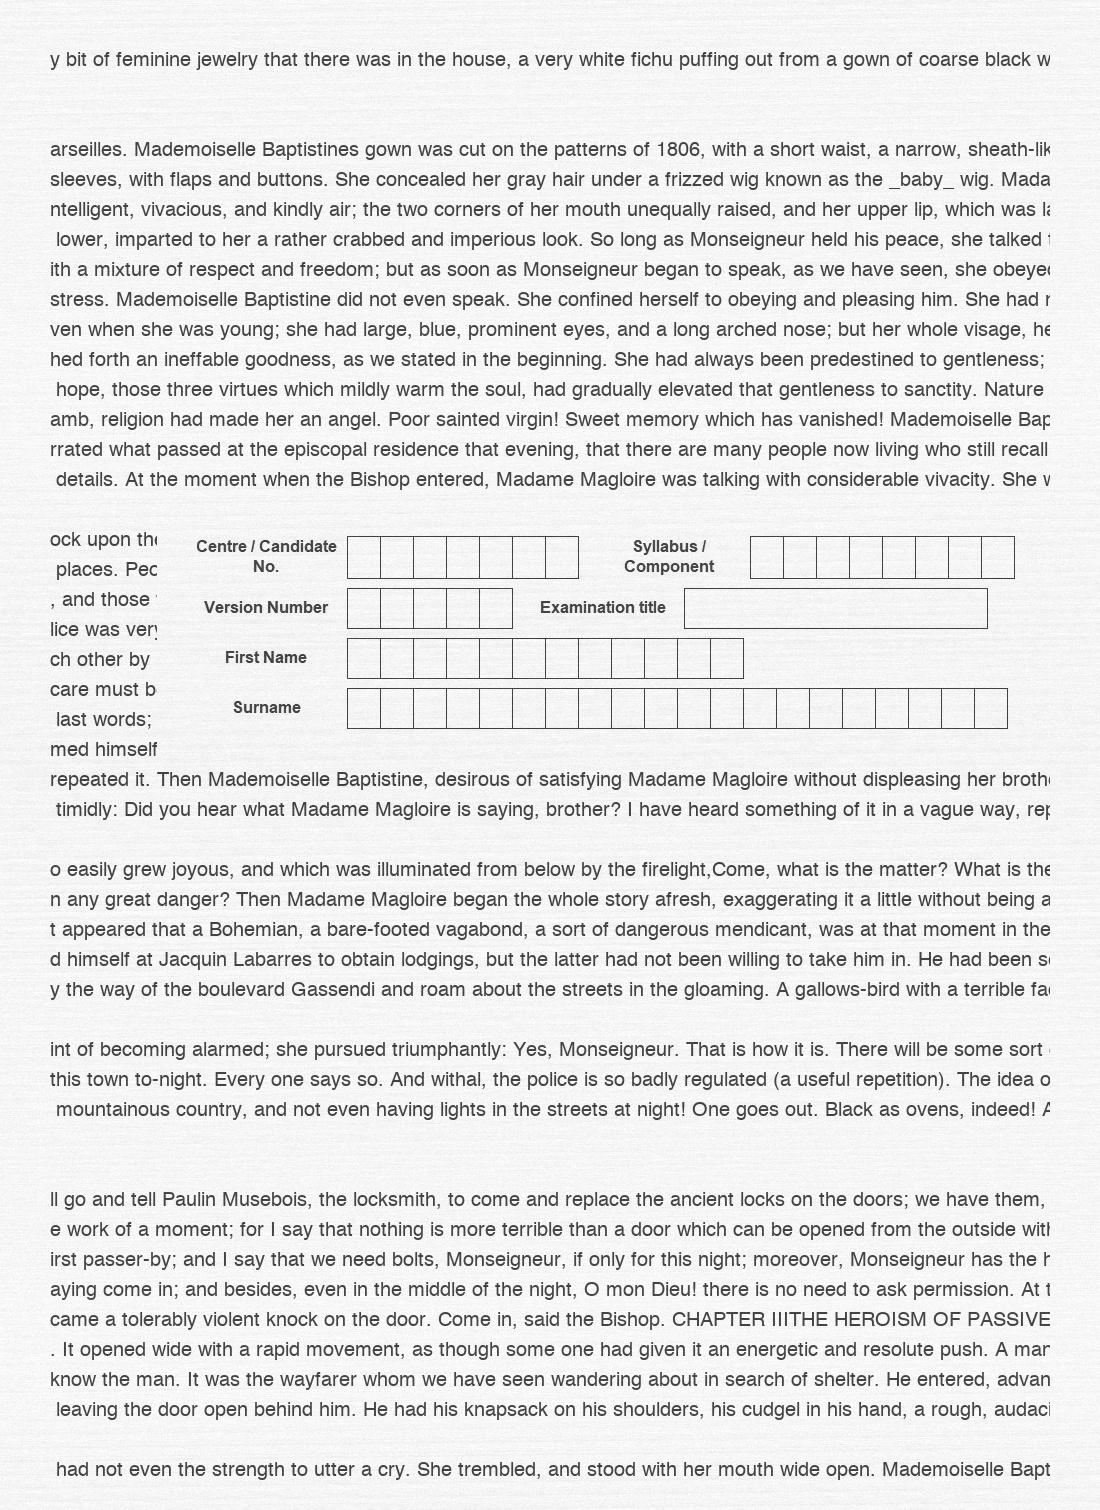 y bit of feminine jewelry that there was in the house, a very white fichu puffing out from a gown of coarse black w
arseilles. Mademoiselle Baptistines gown was cut on the patterns of 1806, with a short waist, a narrow, sheath-lik
sleeves, with flaps and buttons. She concealed her gray hair under a frizzed wig known as the _baby_ wig. Mada
ntelligent, vivacious, and kindly air; the two corners of her mouth unequally raised, and her upper lip, which was la
lower, imparted to her a rather crabbed and imperious look. So long as Monseigneur held his peace, she talked
ith a mixture of respect and freedom; but as soon as Monseigneur began to speak, as we have seen, she obeyed
stress. Mademoiselle Baptistine did not even speak. She confined herself to obeying and pleasing him. She had
ven when she was young; she had large, blue, prominent eyes, and a long arched nose; but her whole visage, he
hed forth an ineffable goodness, as we stated in the beginning. She had always been predestined to gentleness;
hope, those three virtues which mildly warm the soul, had gradually elevated that gentleness to sanctity. Nature
amb, religion had made her an angel. Poor sainted virgin! Sweet memory which has vanished! Mademoiselle Bap
rrated what passed at the episcopal residence that evening, that there are many people now living who still recall
details. At the moment when the Bishop entered, Madame Magloire was talking with considerable vivacity. She w
ock upon the
places. Peo
, and those
lice was very
ch other by
care must b
last words;
med himself
Centre / Candidate No.
Syllabus / Component
Version Number
Examination title
First Name
Surname
repeated it. Then Mademoiselle Baptistine, desirous of satisfying Madame Magloire without displeasing her broth
timidly: Did you hear what Madame Magloire is saying, brother? I have heard something of it in a vague way, rep
o easily grew joyous, and which was illuminated from below by the firelight,Come, what is the matter? What is the
n any great danger? Then Madame Magloire began the whole story afresh, exaggerating it a little without being a
t appeared that a Bohemian, a bare-footed vagabond, a sort of dangerous mendicant, was at that moment in the
d himself at Jacquin Labarres to obtain lodgings, but the latter had not been willing to take him in. He had been s
y the way of the boulevard Gassendi and roam about the streets in the gloaming. A gallows-bird with a terrible fac
int of becoming alarmed; she pursued triumphantly: Yes, Monseigneur. That is how it is. There will be some sort
this town to-night. Every one says so. And withal, the police is so badly regulated (a useful repetition). The idea o
mountainous country, and not even having lights in the streets at night! One goes out. Black as ovens, indeed! A
ll go and tell Paulin Musebois, the locksmith, to come and replace the ancient locks on the doors; we have them,
e work of a moment; for I say that nothing is more terrible than a door which can be opened from the outside with
irst passer-by; and I say that we need bolts, Monseigneur, if only for this night; moreover, Monseigneur has the h
aying come in; and besides, even in the middle of the night, O mon Dieu! there is no need to ask permission. At t
came a tolerably violent knock on the door. Come in, said the Bishop. CHAPTER IIITHE HEROISM OF PASSIVE
. It opened wide with a rapid movement, as though some one had given it an energetic and resolute push. A man
know the man. It was the wayfarer whom we have seen wandering about in search of shelter. He entered, advan
leaving the door open behind him. He had his knapsack on his shoulders, his cudgel in his hand, a rough, audaci
had not even the strength to utter a cry. She trembled, and stood with her mouth wide open. Mademoiselle Bapt